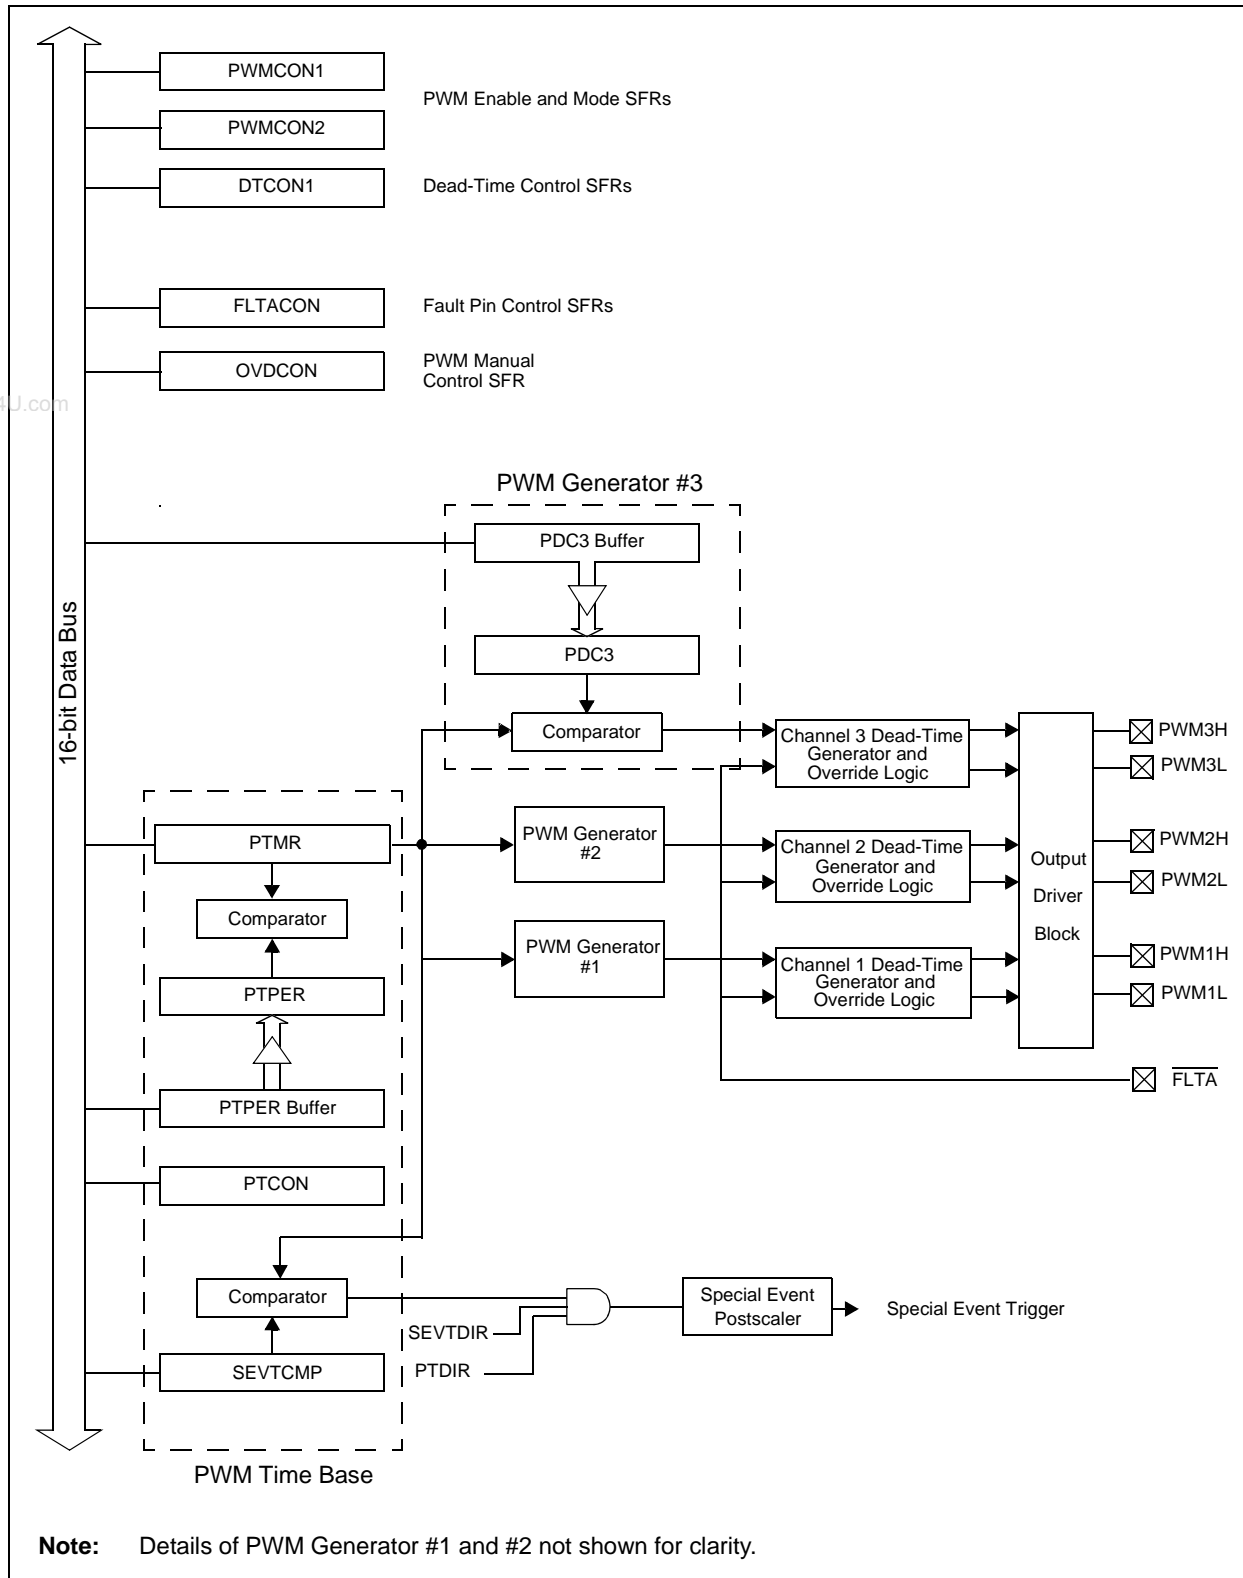 PWMCON1
PWM Enable and Mode SFRs
PWMCON2
DTCON1
Dead-Time Control SFRs
FLTACON
Fault Pin Control SFRs
OVDCON
PWM Manual
Control SFR
4U.com
16-bit Data Bus
PWM Generator #3
PDC3 Buffer
PDC3
Comparator
Channel 3 Dead-Time
Generator and
Override Logic
PWM3H
PWM3L
PTMR
PWM Generator
#2
Channel 2 Dead-Time
Generator and
Override Logic
Output
Driver
Block
PWM2H
PWM2L
Comparator
PWM Generator
#1
Channel 1 Dead-Time
Generator and
Override Logic
PWM1H
PWM1L
PTPER
FLTA
PTPER Buffer
PTCON
Comparator
SEVTDIR
PTDIR
Special Event
Postscaler
Special Event Trigger
SEVTCMP
PWM Time Base
Note: Details of PWM Generator #1 and #2 not shown for clarity.